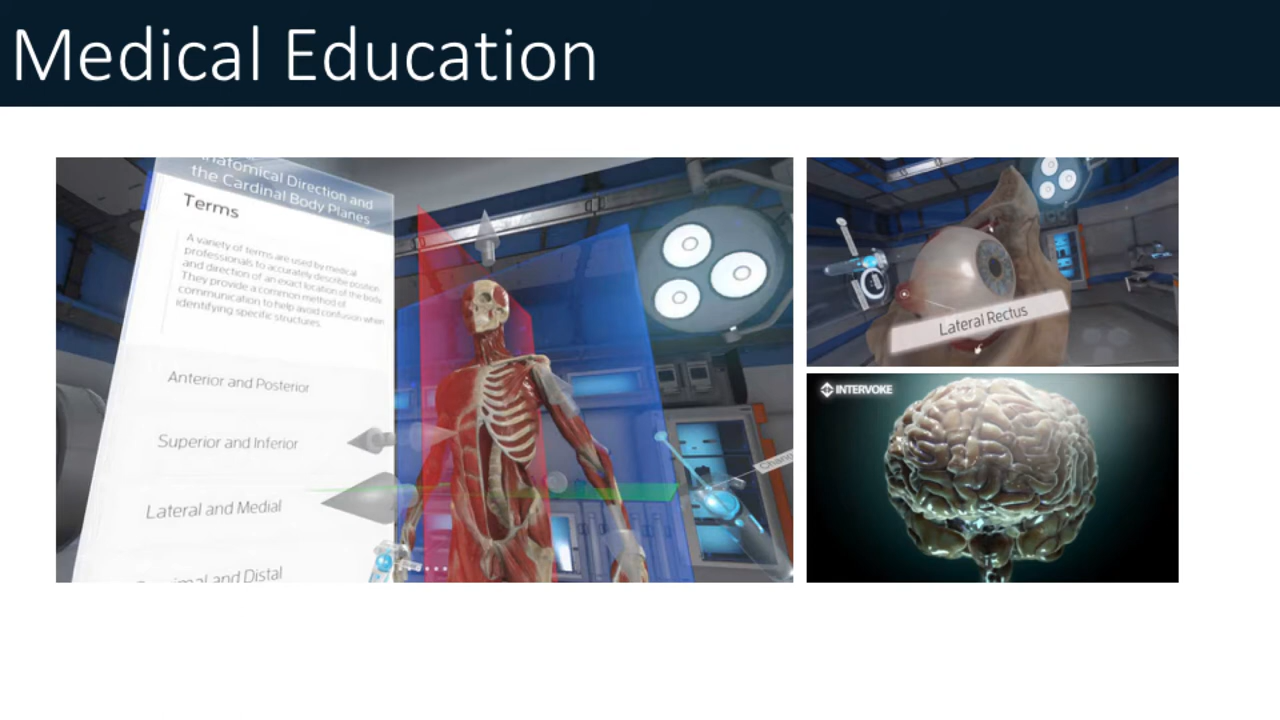 Medical Education
Anatomical Direction and
the Cardinal Body Planes
Terms
A variety of terms are used by medical
professionals to accurately describe position
and direction of an exact location of the body.
They provide a common method of
communication to help avoid confusion when
identifying specific structures.
Anterior and Posterior
Superior and Inferior
Lateral and Medial
and Distal
Lateral Rectus
INTERVOKE